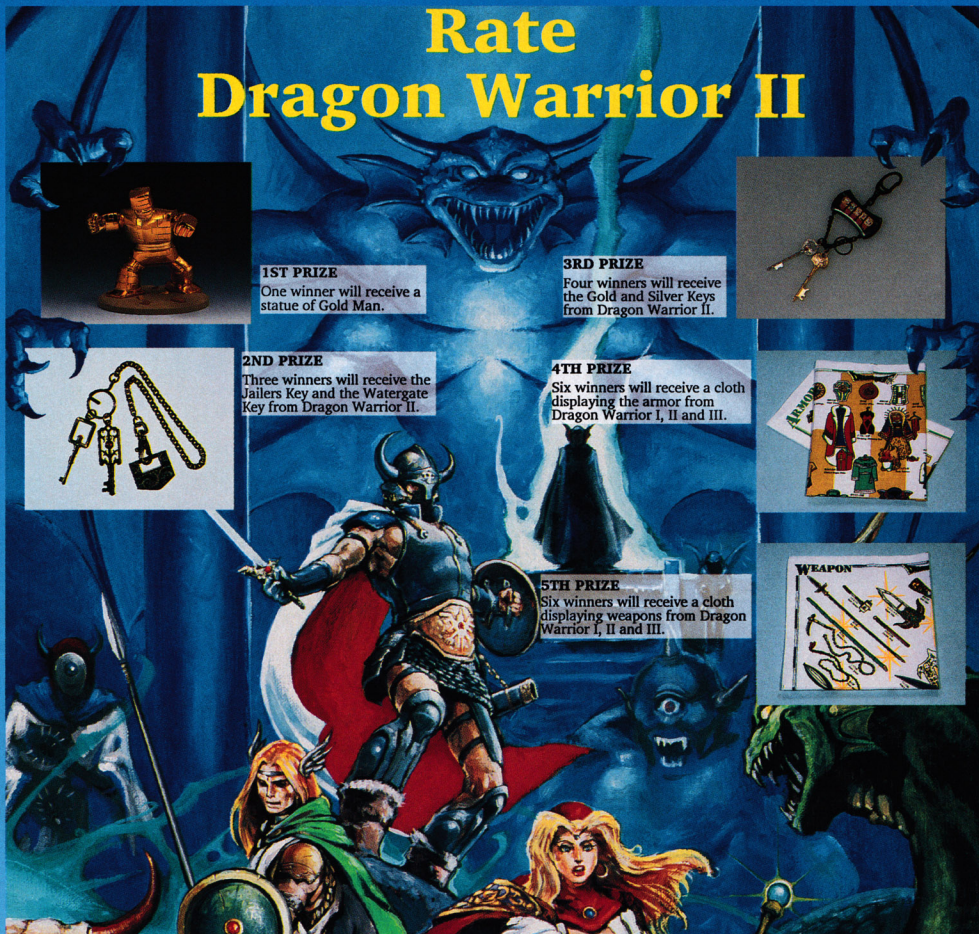 Rate
Dragon Warrior II
1ST PRIZE
One winner will receive a
statue of Gold Man.
3RD PRIZE
Four winners will receive
the Gold and Silver Keys
from Dragon Warrior II.
2ND PRIZE
Three winners will receive the
Jailers Key and the Watergate
Key from Dragon Warrior II.
4TH PRIZE
Six winners will receive a cloth
displaying the armor from
Dragon Warrior I, II and III.
ARMOR
5TH PRIZE
Six winners will receive a cloth
displaying weapons from Dragon
Warrior I, II and III.
WEAPON